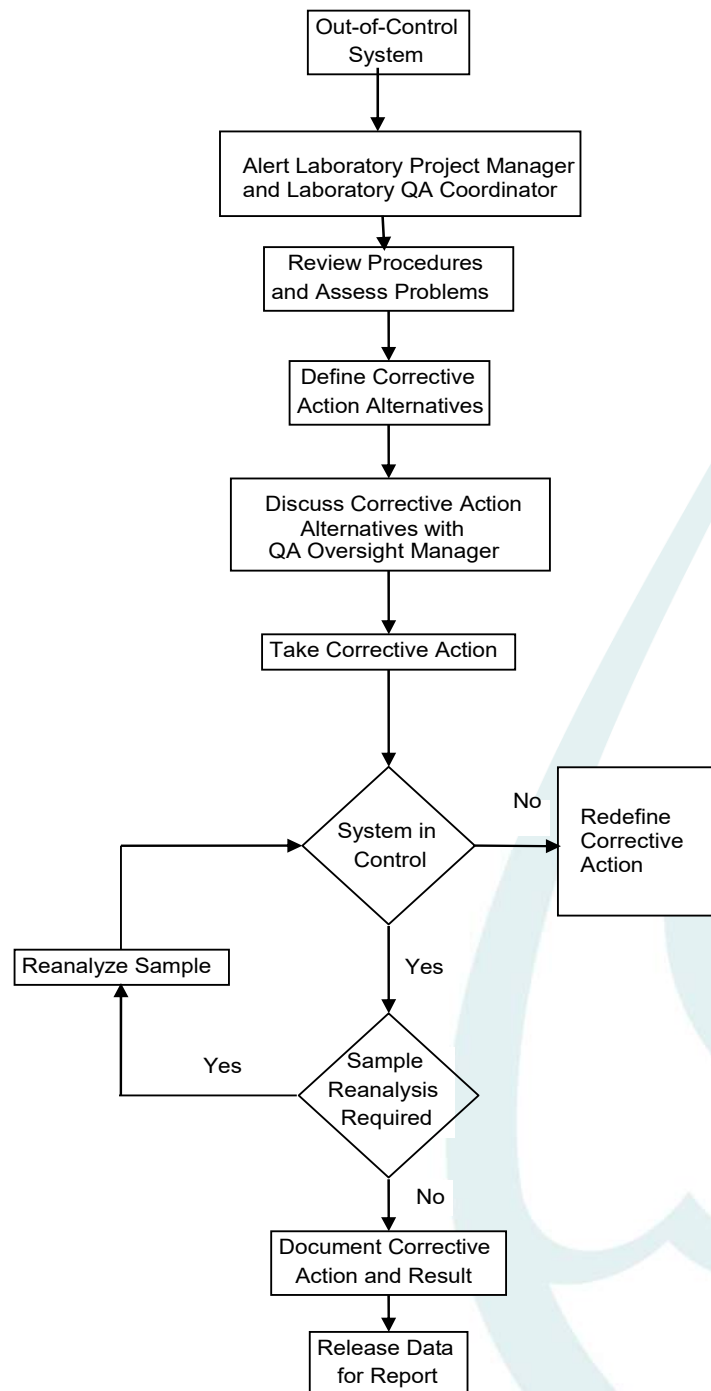 Out-of-Control
System
Alert Laboratory Project Manager
and Laboratory QA Coordinator
Review Procedures
and Assess Problems
Define Corrective
Action Alternatives
Discuss Corrective Action
Alternatives with
QA Oversight Manager
Take Corrective Action
System in
Control
No
Redefine
Corrective
Action
Reanalyze Sample
Yes
Yes
Sample
Reanalysis
Required
No
Document Corrective
Action and Result
Release Data
for Report